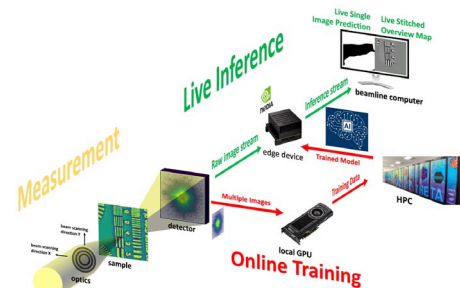 Live Single
Image Prediction
Live Stitched
Overview Map
Live Inference
beamline computer
NVIDIA
Inference stream
edge device
AI
Raw image stream
Trained Model
Measurement
detector
Multiple Images
Training Data
HPC
beam scanning
direction Y
beam scanning
direction X
sample
optics
local GPU
Online Training